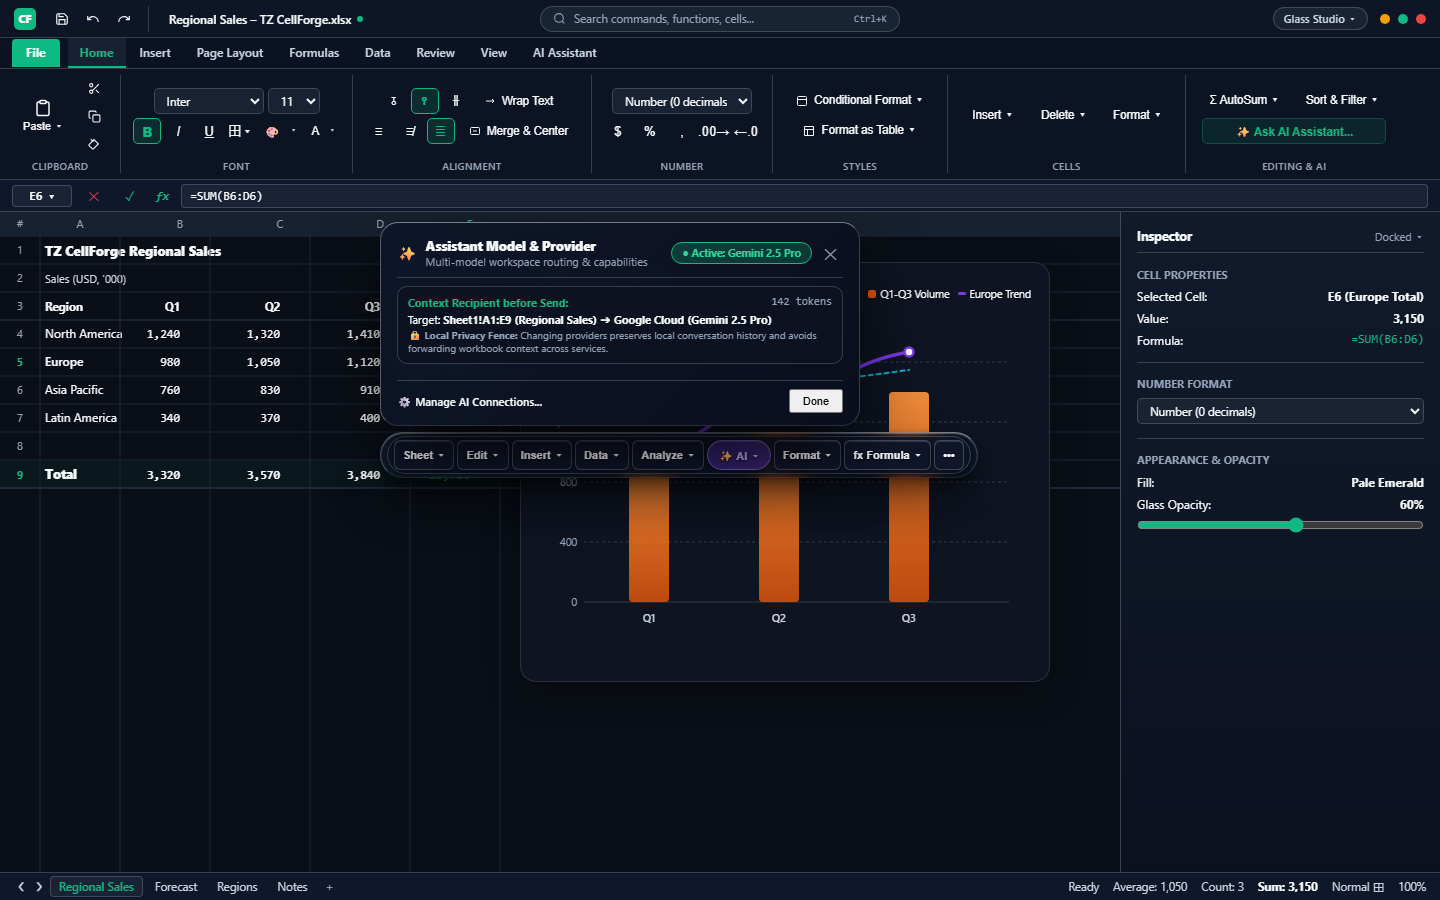 CF
Regional Sales – TZ CellForge.xlsx
Search commands, functions, cells...
Ctrl+K
Glass Studio
File
Home
Insert
Page Layout
Formulas
Data
Review
View
AI Assistant
Paste
CLIPBOARD
Inter
11
B
I
U
A
FONT
Wrap Text
Merge & Center
ALIGNMENT
Number (0 decimals
$
%
,
.00→
←.0
NUMBER
Conditional Format
Format as Table
STYLES
Insert
Delete
Format
CELLS
Σ AutoSum
Sort & Filter
Ask AI Assistant...
EDITING & AI
E6
fx
=SUM(B6:D6)
# A B C D
1 TZ CellForge Regional Sales
2 Sales (USD, '000)
3 Region Q1 Q2 Q3
4 North America 1,240 1,320 1,410
5 Europe 980 1,050 1,120
6 Asia Pacific 760 830 910
7 Latin America 340 370 400
8
9 Total 3,320 3,570 3,840
Assistant Model & Provider
Multi-model workspace routing & capabilities
Active: Gemini 2.5 Pro
Context Recipient before Send:
142 tokens
Target: Sheet1!A1:E9 (Regional Sales) → Google Cloud (Gemini 2.5 Pro)
Local Privacy Fence: Changing providers preserves local conversation history and avoids
forwarding workbook context across services.
Manage AI Connections...
Done
Sheet
Edit
Insert
Data
Analyze
AI
Format
fx Formula
•••
Q1-Q3 Volume
Europe Trend
800
400
0
Q1
Q2
Q3
Inspector
Docked
CELL PROPERTIES
Selected Cell: E6 (Europe Total)
Value: 3,150
Formula: =SUM(B6:D6)
NUMBER FORMAT
Number (0 decimals)
APPEARANCE & OPACITY
Fill: Pale Emerald
Glass Opacity: 60%
Regional Sales
Forecast
Regions
Notes
+
Ready
Average: 1,050
Count: 3
Sum: 3,150
Normal
100%